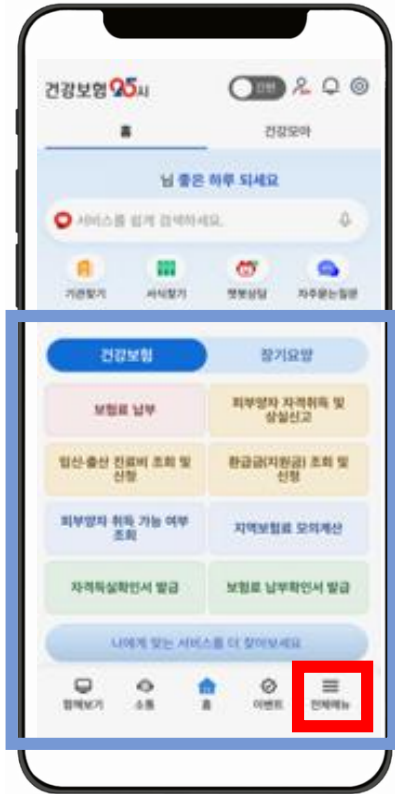 건강보험 25시
간편
홈 건강모아
님 좋은 하루 되세요
서비스를 쉽게 검색하세요.
기관찾기 서식찾기 챗봇상담 자주묻는질문
건강보험 장기요양
보험료 납부
피부양자 자격취득 및
상실신고
임신·출산 진료비 조회 및
신청
환급금(지원금) 조회 및
신청
피부양자 취득 가능 여부
조회
지역보험료 모의계산
자격득실확인서 발급
보험료 납부확인서 발급
나에게 맞는 서비스를 더 찾아보세요
함께보기 소통 홈 이벤트 전체메뉴